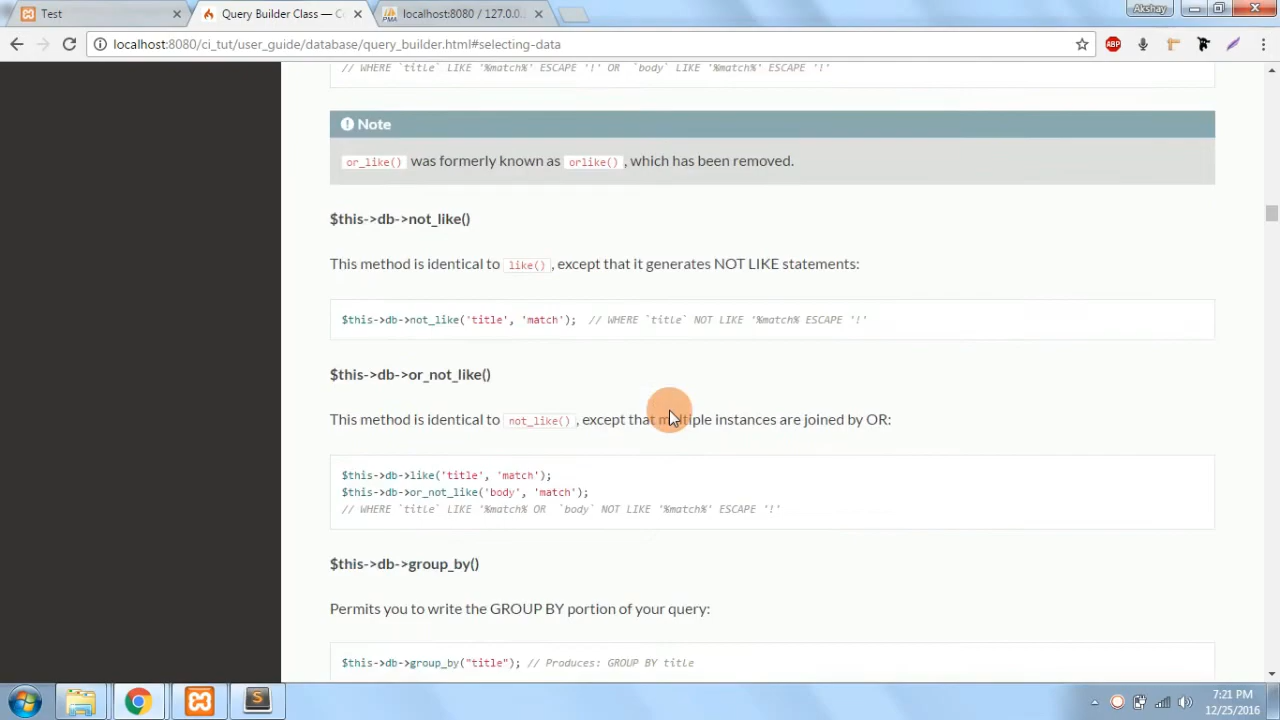 Test
Query Builder Class — Co
localhost:8080 / 127.0.0.
Akshay
localhost:8080/ci_tut/user_guide/database/query_builder.html#selecting-data
ABP
// WHERE `title` LIKE '%match%' ESCAPE '!' OR  `body` LIKE '%match%' ESCAPE '!'
Note
or_like() was formerly known as orlike(), which has been removed.
$this->db->not_like()
This method is identical to like(), except that it generates NOT LIKE statements:
$this->db->not_like('title', 'match');  // WHERE `title` NOT LIKE '%match% ESCAPE '!'
$this->db->or_not_like()
This method is identical to not_like(), except that multiple instances are joined by OR:
$this->db->like('title', 'match');
$this->db->or_not_like('body', 'match');
// WHERE `title` LIKE '%match% OR  `body` NOT LIKE '%match%' ESCAPE '!'
$this->db->group_by()
Permits you to write the GROUP BY portion of your query:
$this->db->group_by("title"); // Produces: GROUP BY title
7:21 PM
12/25/2016